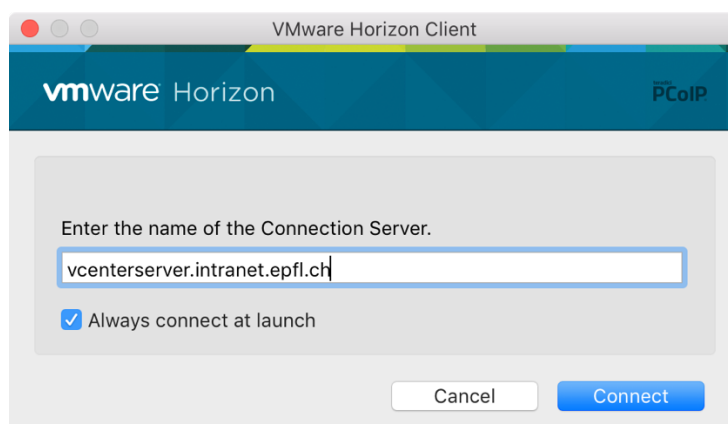 VMware Horizon Client
vmware Horizon
PCoIP
Enter the name of the Connection Server.
vcenterserver.intranet.epfl.ch
Always connect at launch
Cancel
Connect